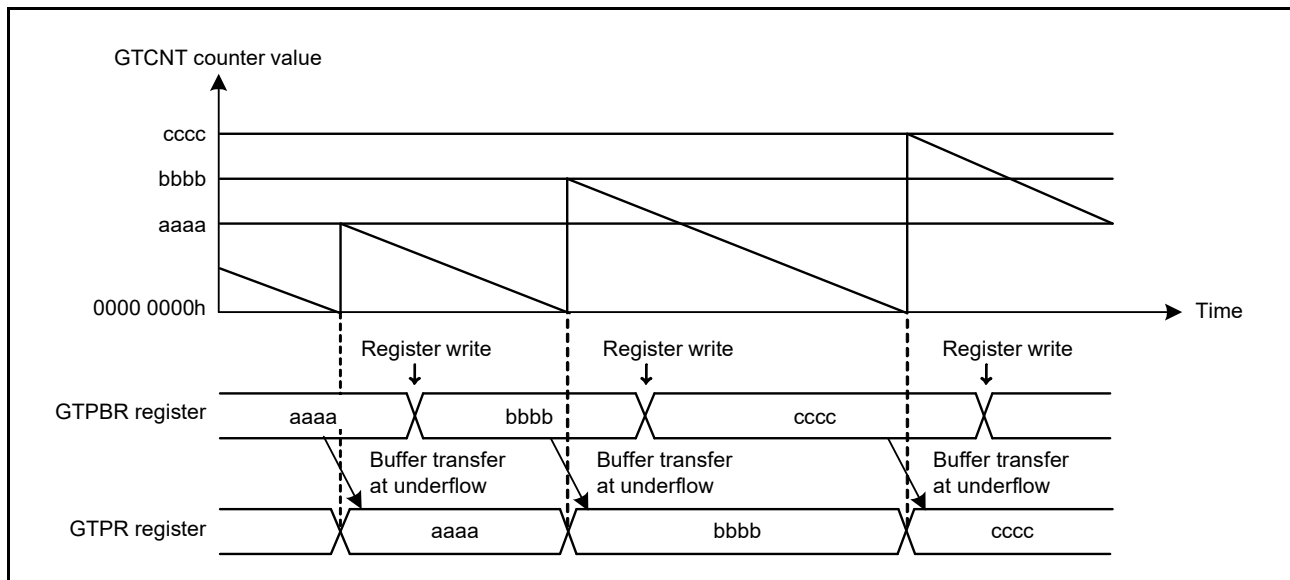 GTCNT counter value
cccc
bbbb
aaaa
0000 0000h
Time
Register write
Register write
Register write
GTPBR register
aaaa
bbbb
cccc
Buffer transfer
at underflow
Buffer transfer
at underflow
Buffer transfer
at underflow
GTPR register
aaaa
bbbb
cccc